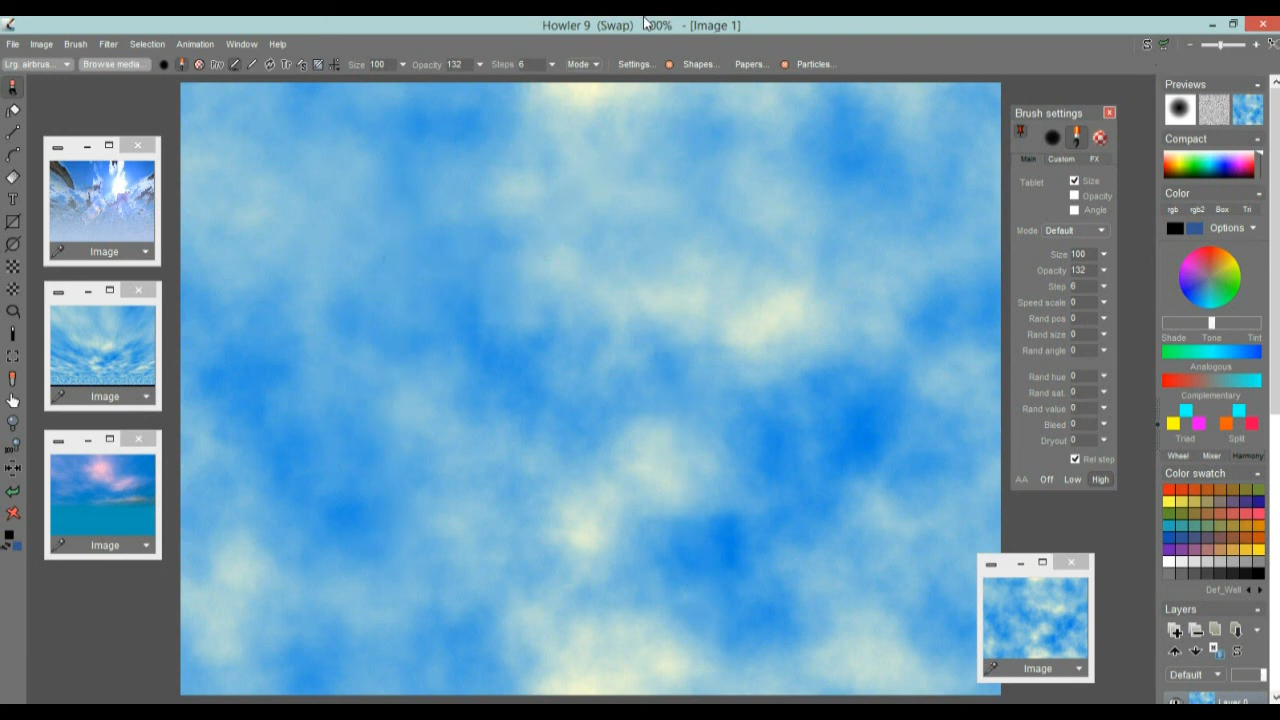 Howler 9 (Swap) 00% - [Image 1]
File Image Brush Filter Selection Animation Window Help
Lrg. airbrus... Browse media... Prv Tr Size 100 Opacity 132 Steps 6 Mode Settings... Shapes... Papers... Particles...
Previews
Brush settings
Compact
Main Custom FX
Tablet Size
Opacity
Angle
Color
rgb rgb2 Box Tri
Options
Mode Default
Size 100
Opacity 132
Step 6
Speed scale 0
Rand pos 0
Rand size 0
Rand angle 0
Rand hue 0
Rand sat. 0
Rand value 0
Bleed 0
Dryout 0
Rel step
AA Off Low High
Image
Image
Image
Image
Shade Tone Tint
Analogous
Complementary
Triad Split
Wheel Mixer Harmony
Color swatch
Def_Well
Layers
Default
Layer 0